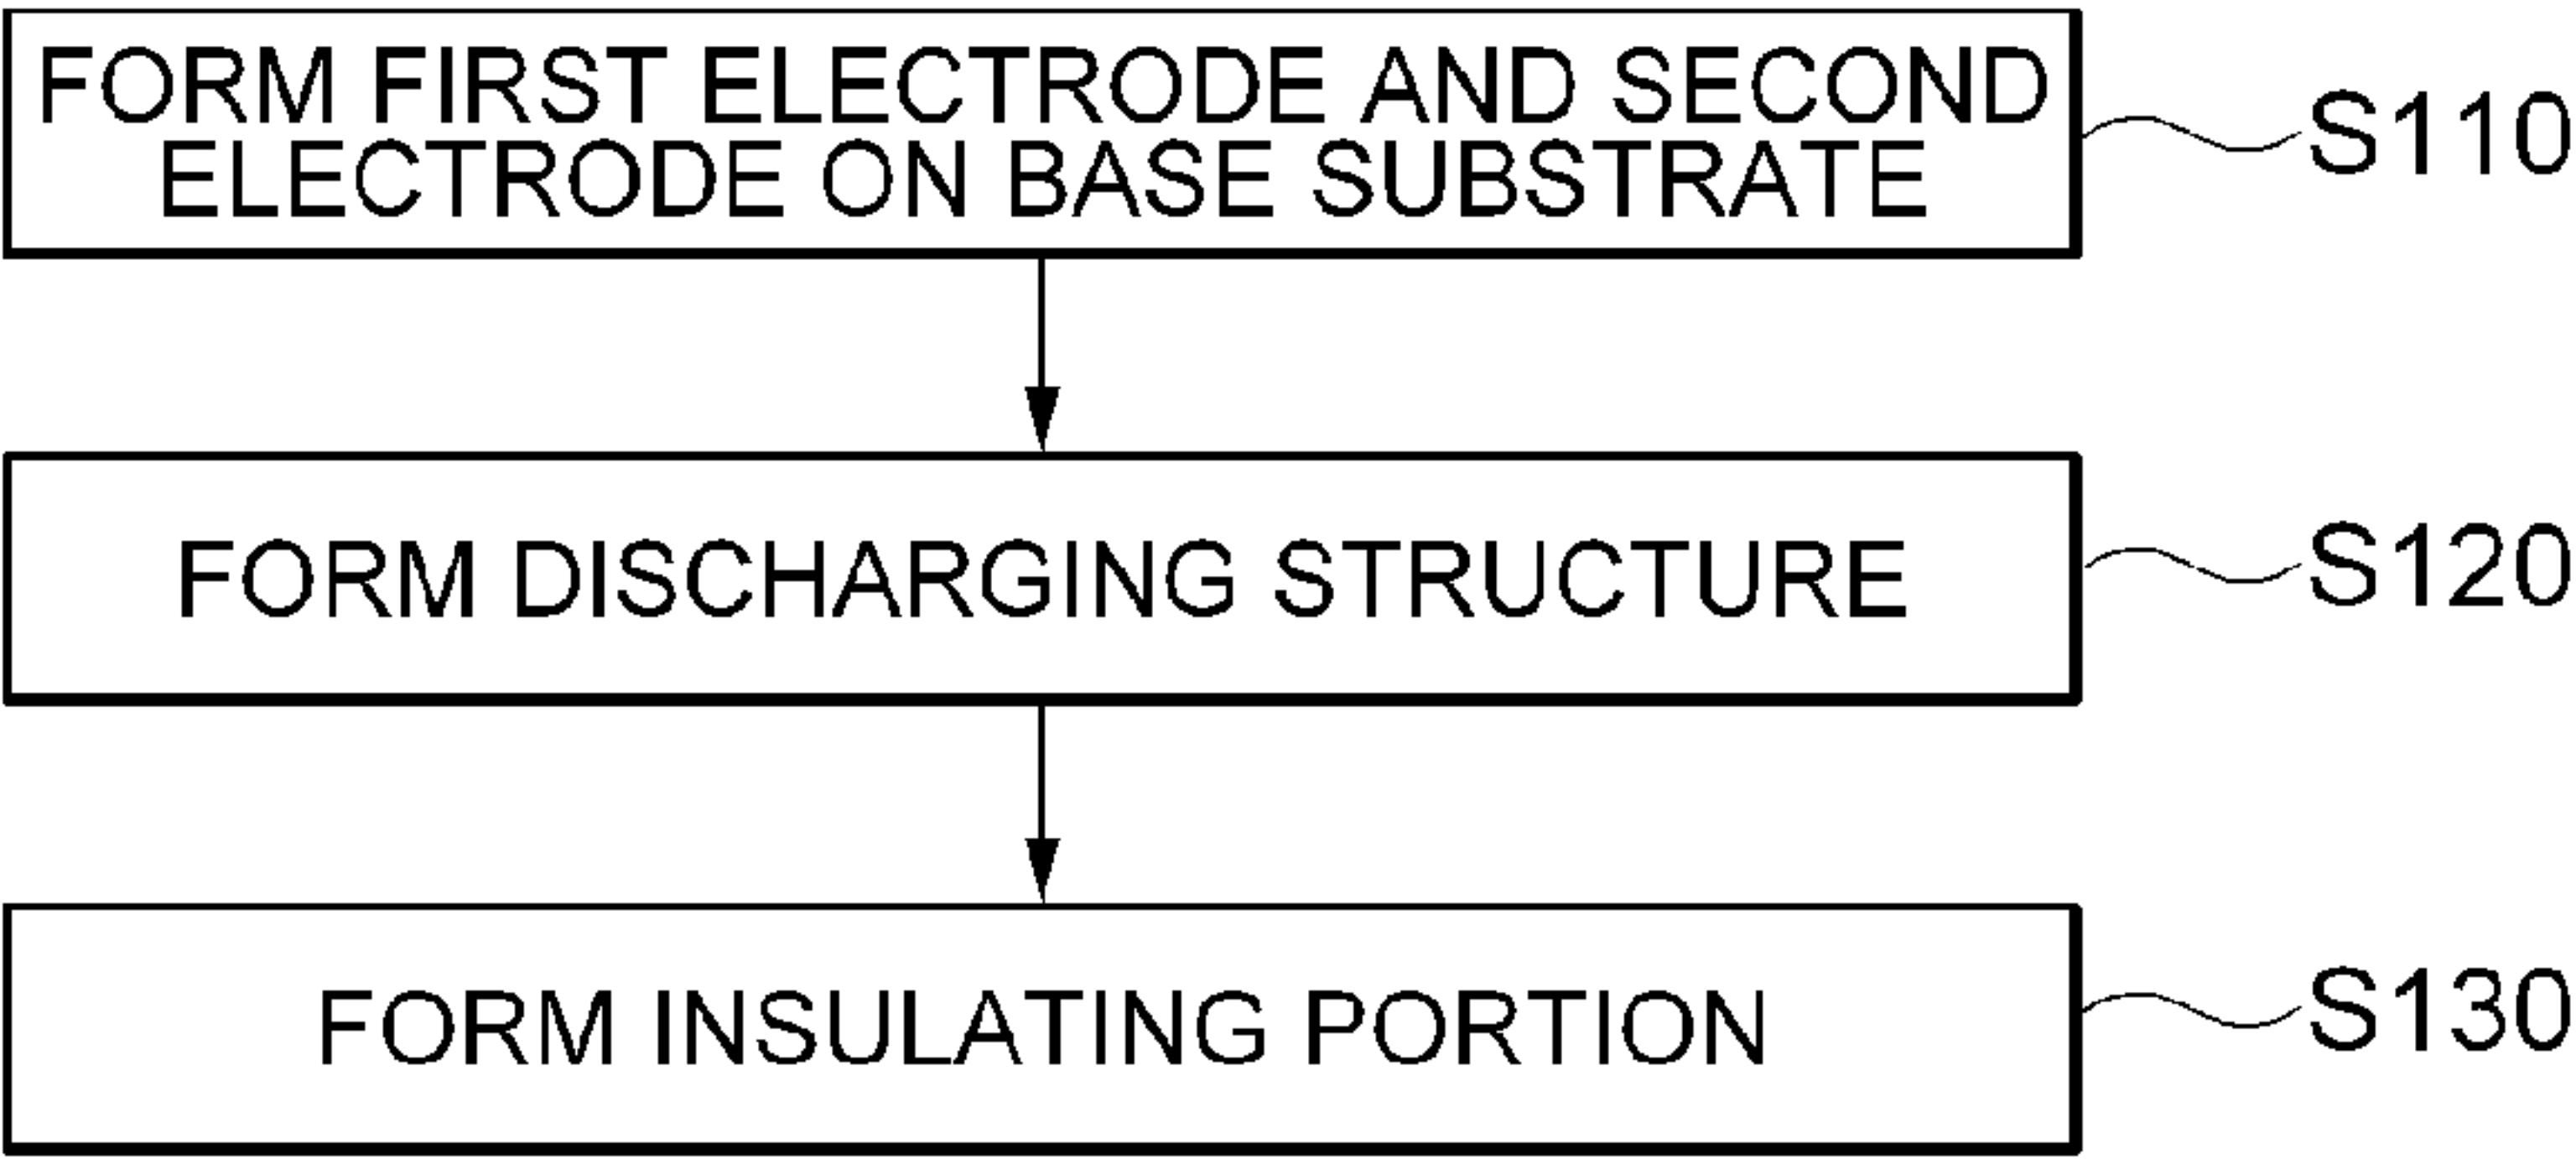 FORM FIRST ELECTRODE AND SECOND
ELECTRODE ON BASE SUBSTRATE
S110
FORM DISCHARGING STRUCTURE
S120
FORM INSULATING PORTION
S130